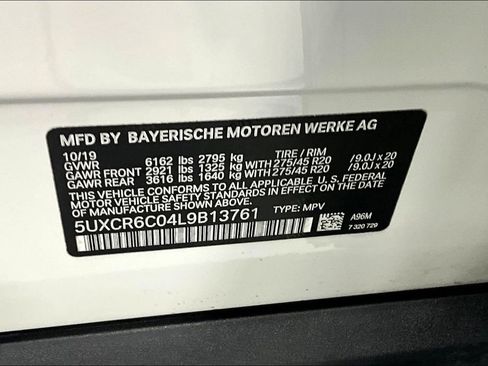 MFD BY BAYERISCHE MOTOREN WERKE AG
10/19 TIRE / RIM
GVWR 6162 lbs 2795 kg
GAWR FRONT 2921 lbs 1325 kg WITH 275/45 R20 /9.0J x 20
GAWR REAR 3616 lbs 1640 kg WITH 275/45 R20 /9.0J x 20
THIS VEHICLE CONFORMS TO ALL APPLICABLE U.S. FEDERAL
MOTOR VEHICLE SAFETY STANDARDS IN EFFECT ON THE
DATE OF MANUFACTURE SHOWN ABOVE.
5UXCR6C04L9B13761 TYPE: MPV
A96M
7 320 729